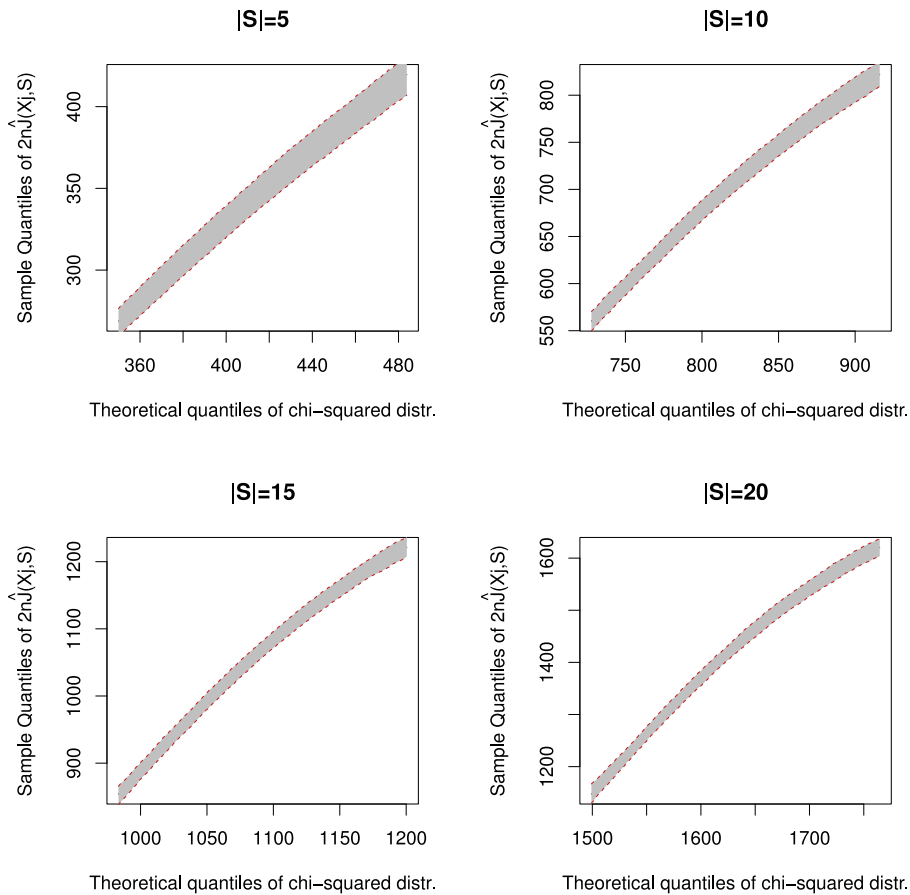 |S|=5
Sample Quantiles of 2nĴ(Xj,S)
400
350
300
360 400 440 480
Theoretical quantiles of chi−squared distr.
|S|=10
Sample Quantiles of 2nĴ(Xj,S)
800
750
700
650
600
550
750 800 850 900
Theoretical quantiles of chi−squared distr.
|S|=15
Sample Quantiles of 2nĴ(Xj,S)
1200
1100
1000
900
1000 1050 1100 1150 1200
Theoretical quantiles of chi−squared distr.
|S|=20
Sample Quantiles of 2nĴ(Xj,S)
1600
1400
1200
1500 1600 1700
Theoretical quantiles of chi−squared distr.